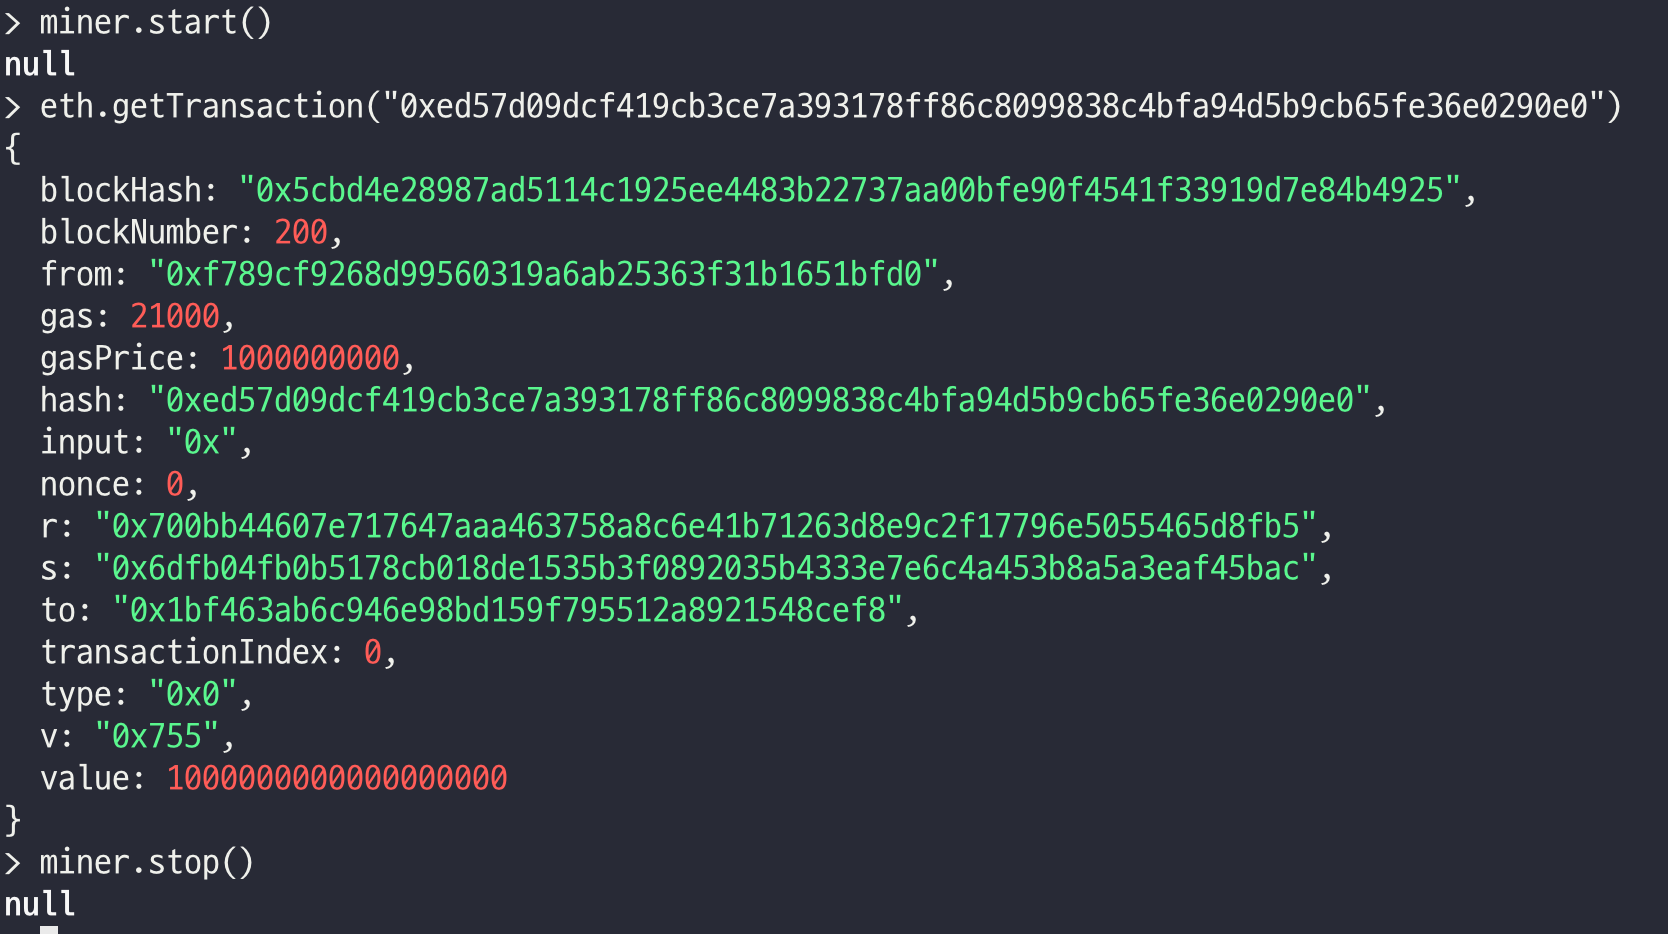 > miner.start()
null
> eth.getTransaction("0xed57d09dcf419cb3ce7a393178ff86c8099838c4bfa94d5b9cb65fe36e0290e0")
{
  blockHash: "0x5cbd4e28987ad5114c1925ee4483b22737aa00bfe90f4541f33919d7e84b4925",
  blockNumber: 200,
  from: "0xf789cf9268d99560319a6ab25363f31b1651bfd0",
  gas: 21000,
  gasPrice: 1000000000,
  hash: "0xed57d09dcf419cb3ce7a393178ff86c8099838c4bfa94d5b9cb65fe36e0290e0",
  input: "0x",
  nonce: 0,
  r: "0x700bb44607e717647aaa463758a8c6e41b71263d8e9c2f17796e5055465d8fb5",
  s: "0x6dfb04fb0b5178cb018de1535b3f0892035b4333e7e6c4a453b8a5a3eaf45bac",
  to: "0x1bf463ab6c946e98bd159f795512a8921548cef8",
  transactionIndex: 0,
  type: "0x0",
  v: "0x755",
  value: 1000000000000000000
}
> miner.stop()
null